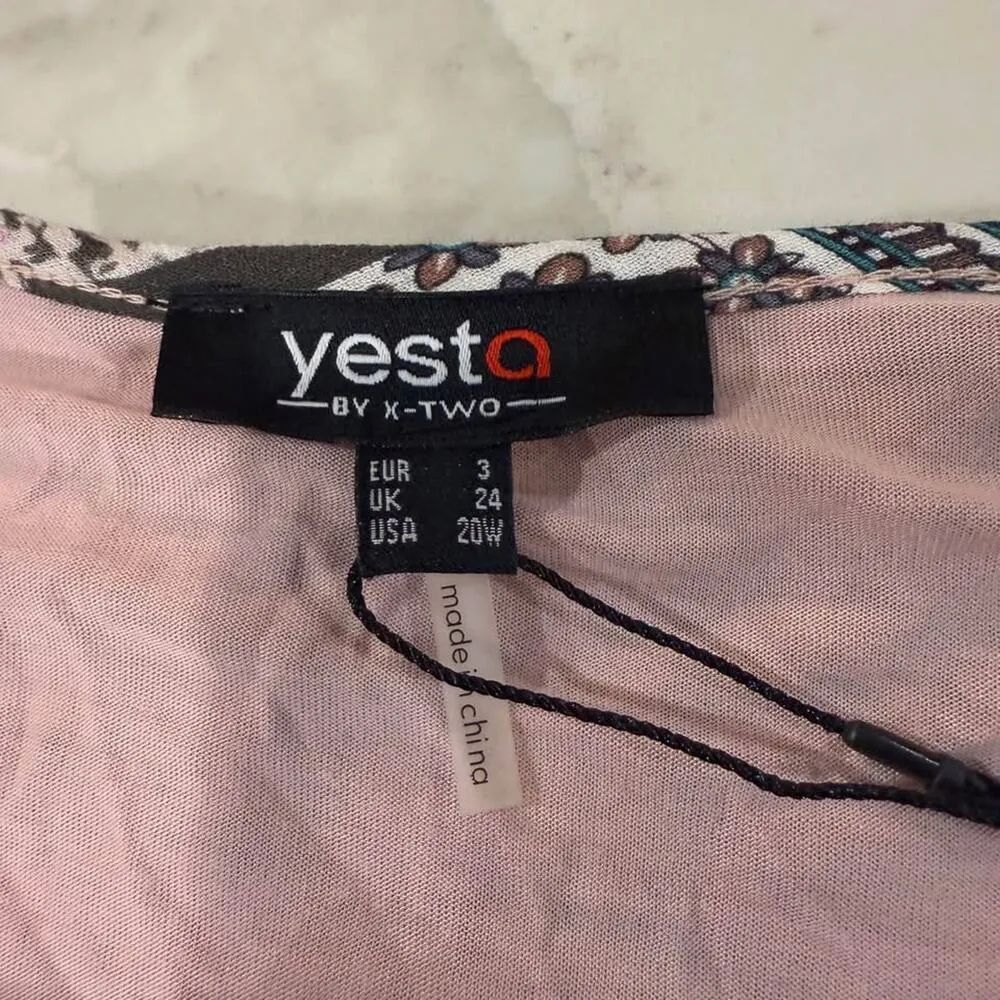 yesta
BY X-TWO
EUR 3
UK 24
USA 20W
made in china